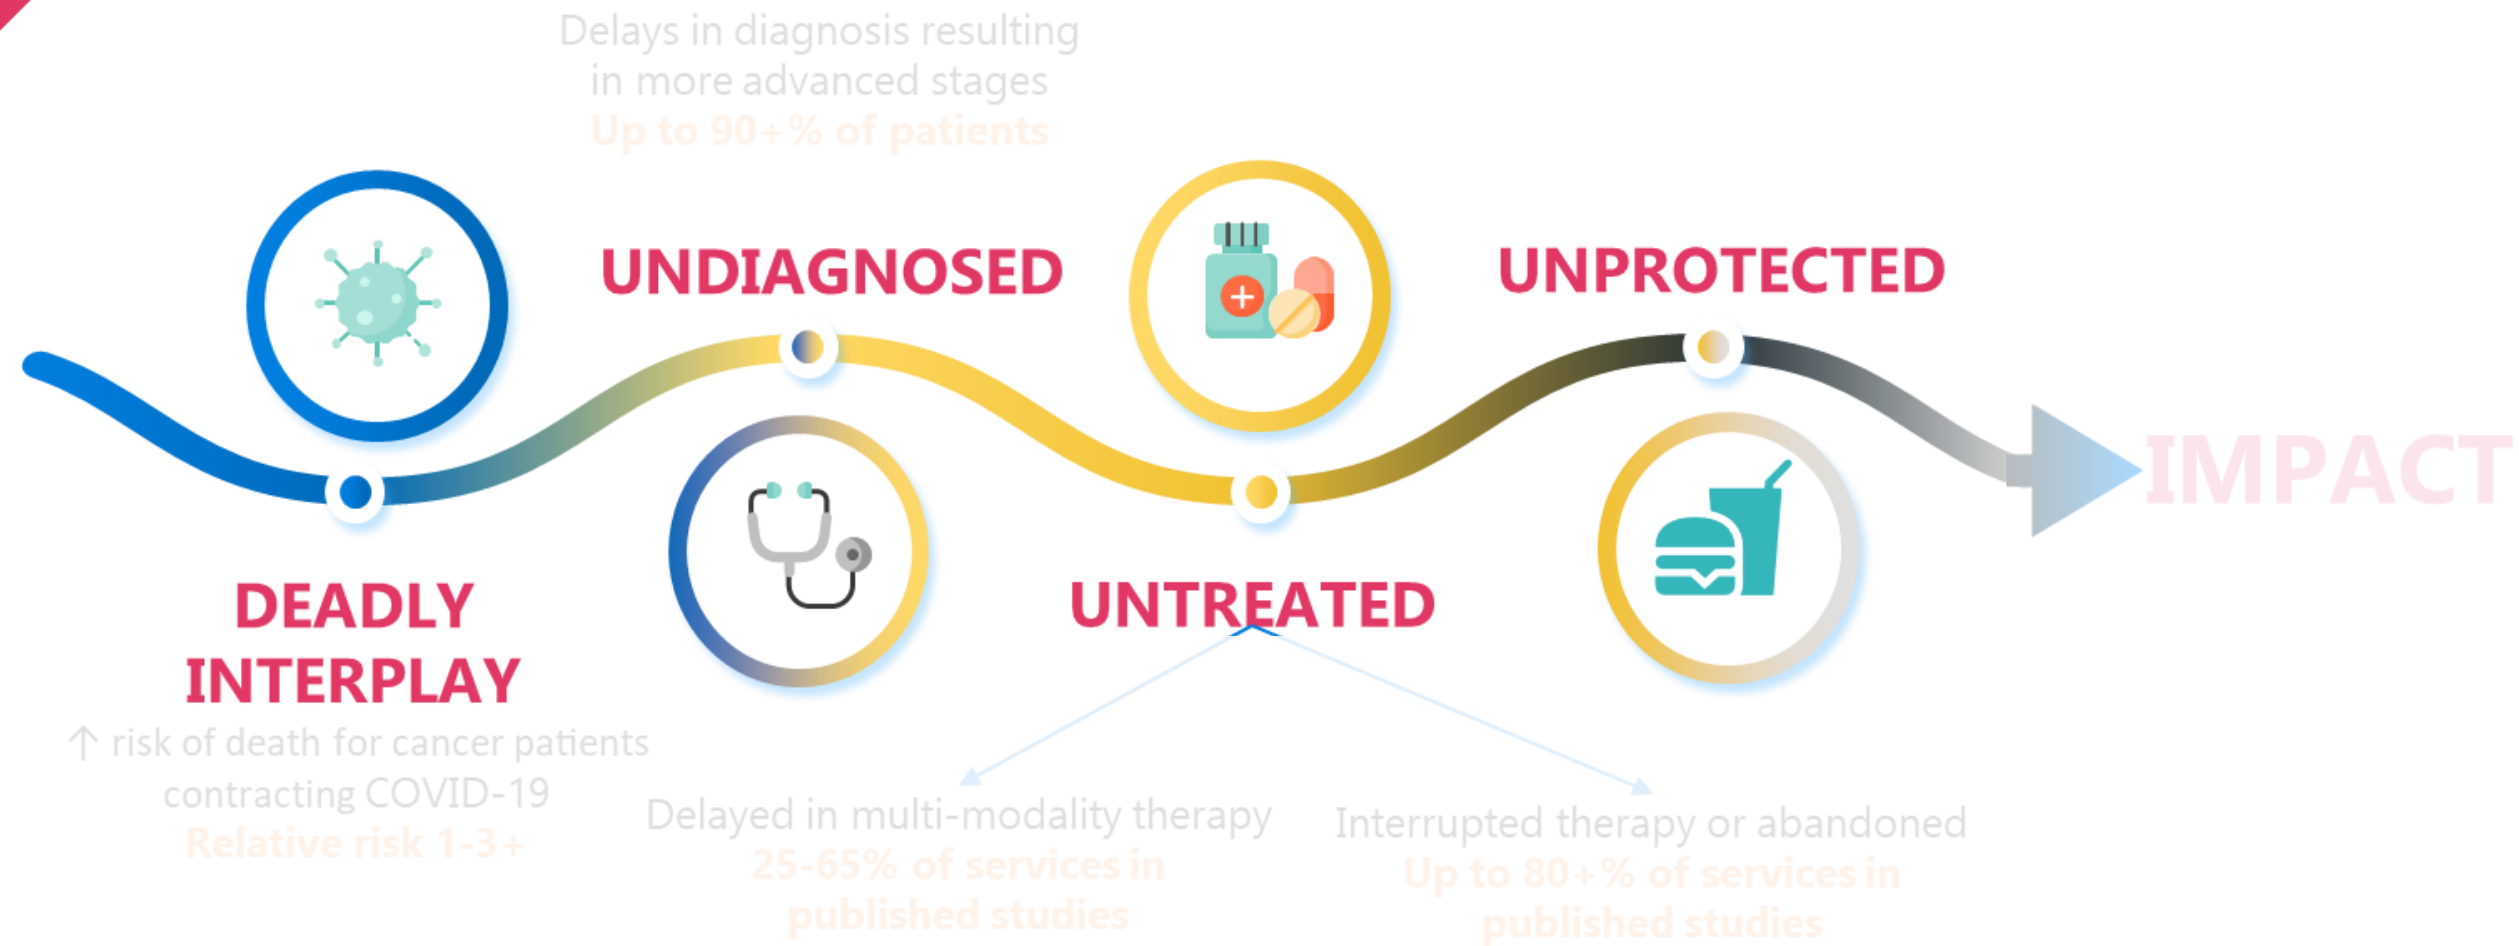 Delays in diagnosis resulting
in more advanced stages
Up to 90+% of patients
UNDIAGNOSED
UNPROTECTED
IMPACT
DEADLY
INTERPLAY
↑ risk of death for cancer patients
contracting COVID-19
Relative risk 1-3+
UNTREATED
Delayed in multi-modality therapy
25-65% of services in
published studies
Interrupted therapy or abandoned
Up to 80+% of services in
published studies